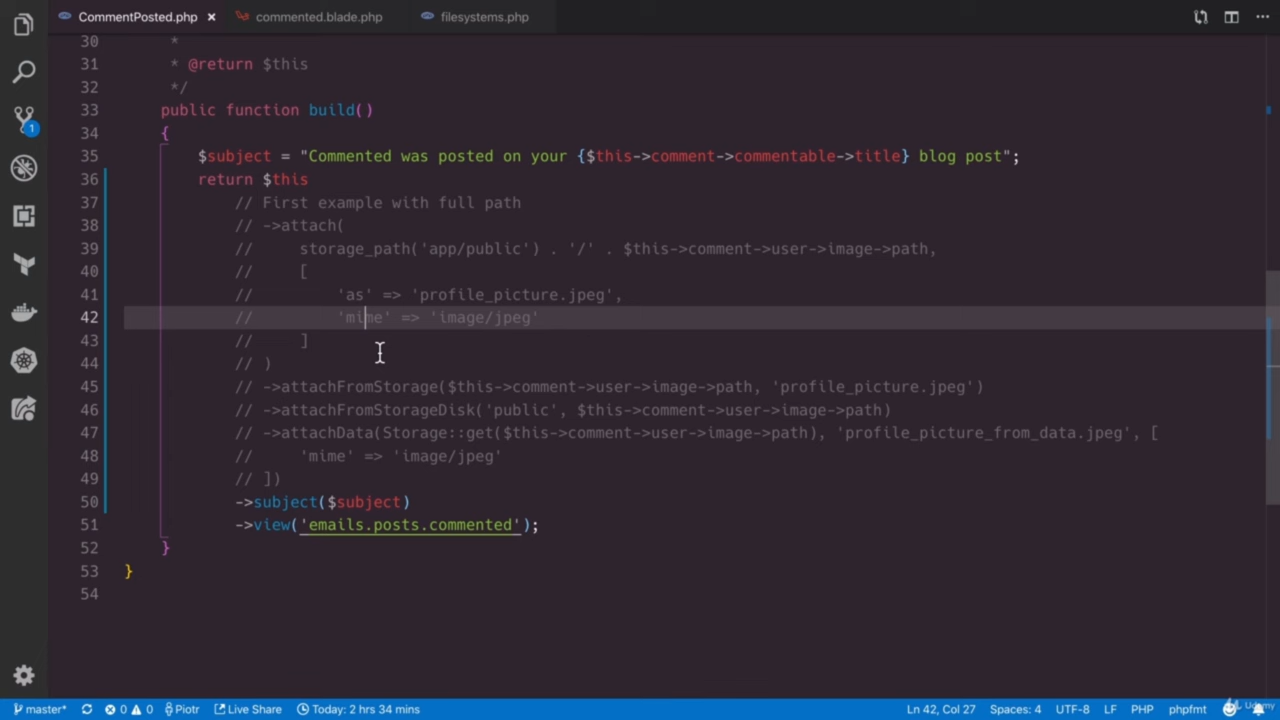 CommentPosted.php × commented.blade.php filesystems.php
30 *
31 * @return $this
32 */
33 public function build()
34 {
35 $subject = "Commented was posted on your {$this->comment->commentable->title} blog post";
36 return $this
37 // First example with full path
38 // ->attach(
39 // storage_path('app/public') . '/' . $this->comment->user->image->path,
40 // [
41 // 'as' => 'profile_picture.jpeg',
42 // 'mime' => 'image/jpeg'
43 // ]
44 // )
45 // ->attachFromStorage($this->comment->user->image->path, 'profile_picture.jpeg')
46 // ->attachFromStorageDisk('public', $this->comment->user->image->path)
47 // ->attachData(Storage::get($this->comment->user->image->path), 'profile_picture_from_data.jpeg', [
48 // 'mime' => 'image/jpeg'
49 // ])
50 ->subject($subject)
51 ->view('emails.posts.commented');
52 }
53 }
54
1
master* 0 0 Piotr Live Share Today: 2 hrs 34 mins Ln 42, Col 27 Spaces: 4 UTF-8 LF PHP phpfmt Udemy